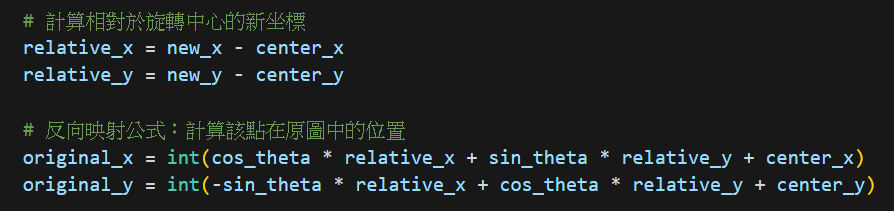 # 計算相對於旋轉中心的新坐標
relative_x = new_x - center_x
relative_y = new_y - center_y
# 反向映射公式：計算該點在原圖中的位置
original_x = int(cos_theta * relative_x + sin_theta * relative_y + center_x)
original_y = int(-sin_theta * relative_x + cos_theta * relative_y + center_y)